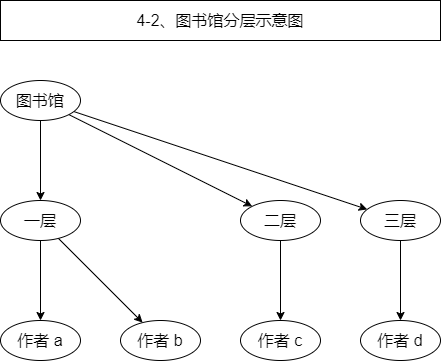 4-2、图书馆分层示意图
图书馆
一层
二层
三层
作者 a
作者 b
作者 c
作者 d